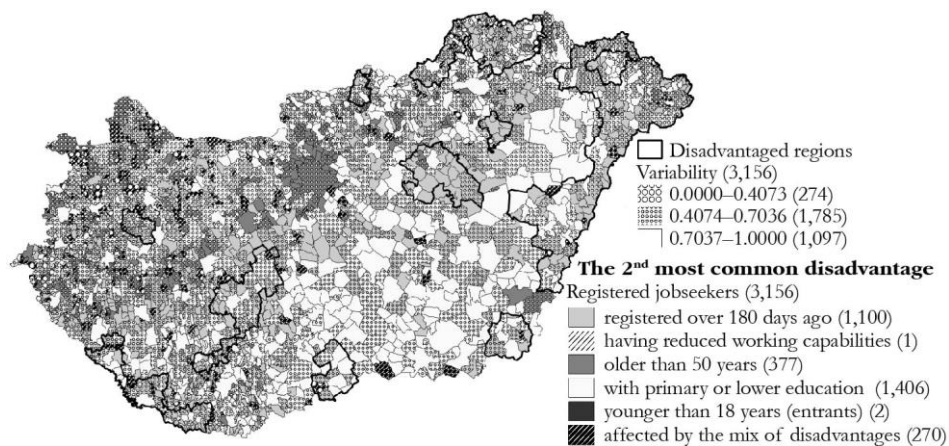 Disadvantaged regions
Variability (3,156)
0.0000–0.4073 (274)
0.4074–0.7036 (1,785)
0.7037–1.0000 (1,097)
The 2nd most common disadvantage
Registered jobseekers (3,156)
registered over 180 days ago (1,100)
having reduced working capabilities (1)
older than 50 years (377)
with primary or lower education (1,406)
younger than 18 years (entrants) (2)
affected by the mix of disadvantages (270)